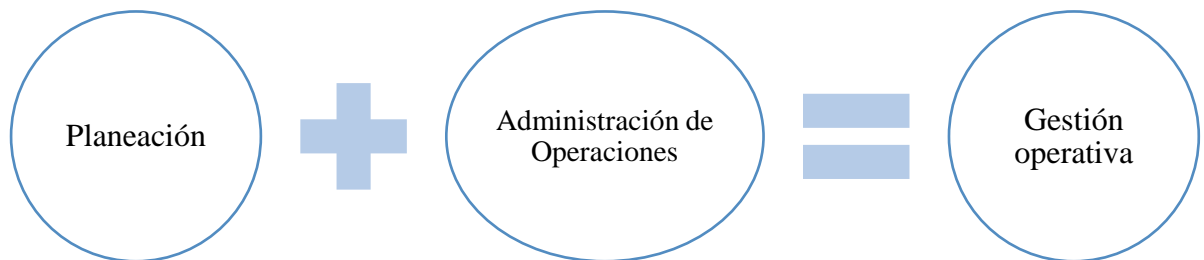 Planeación
Administración de
Operaciones
Gestión
operativa